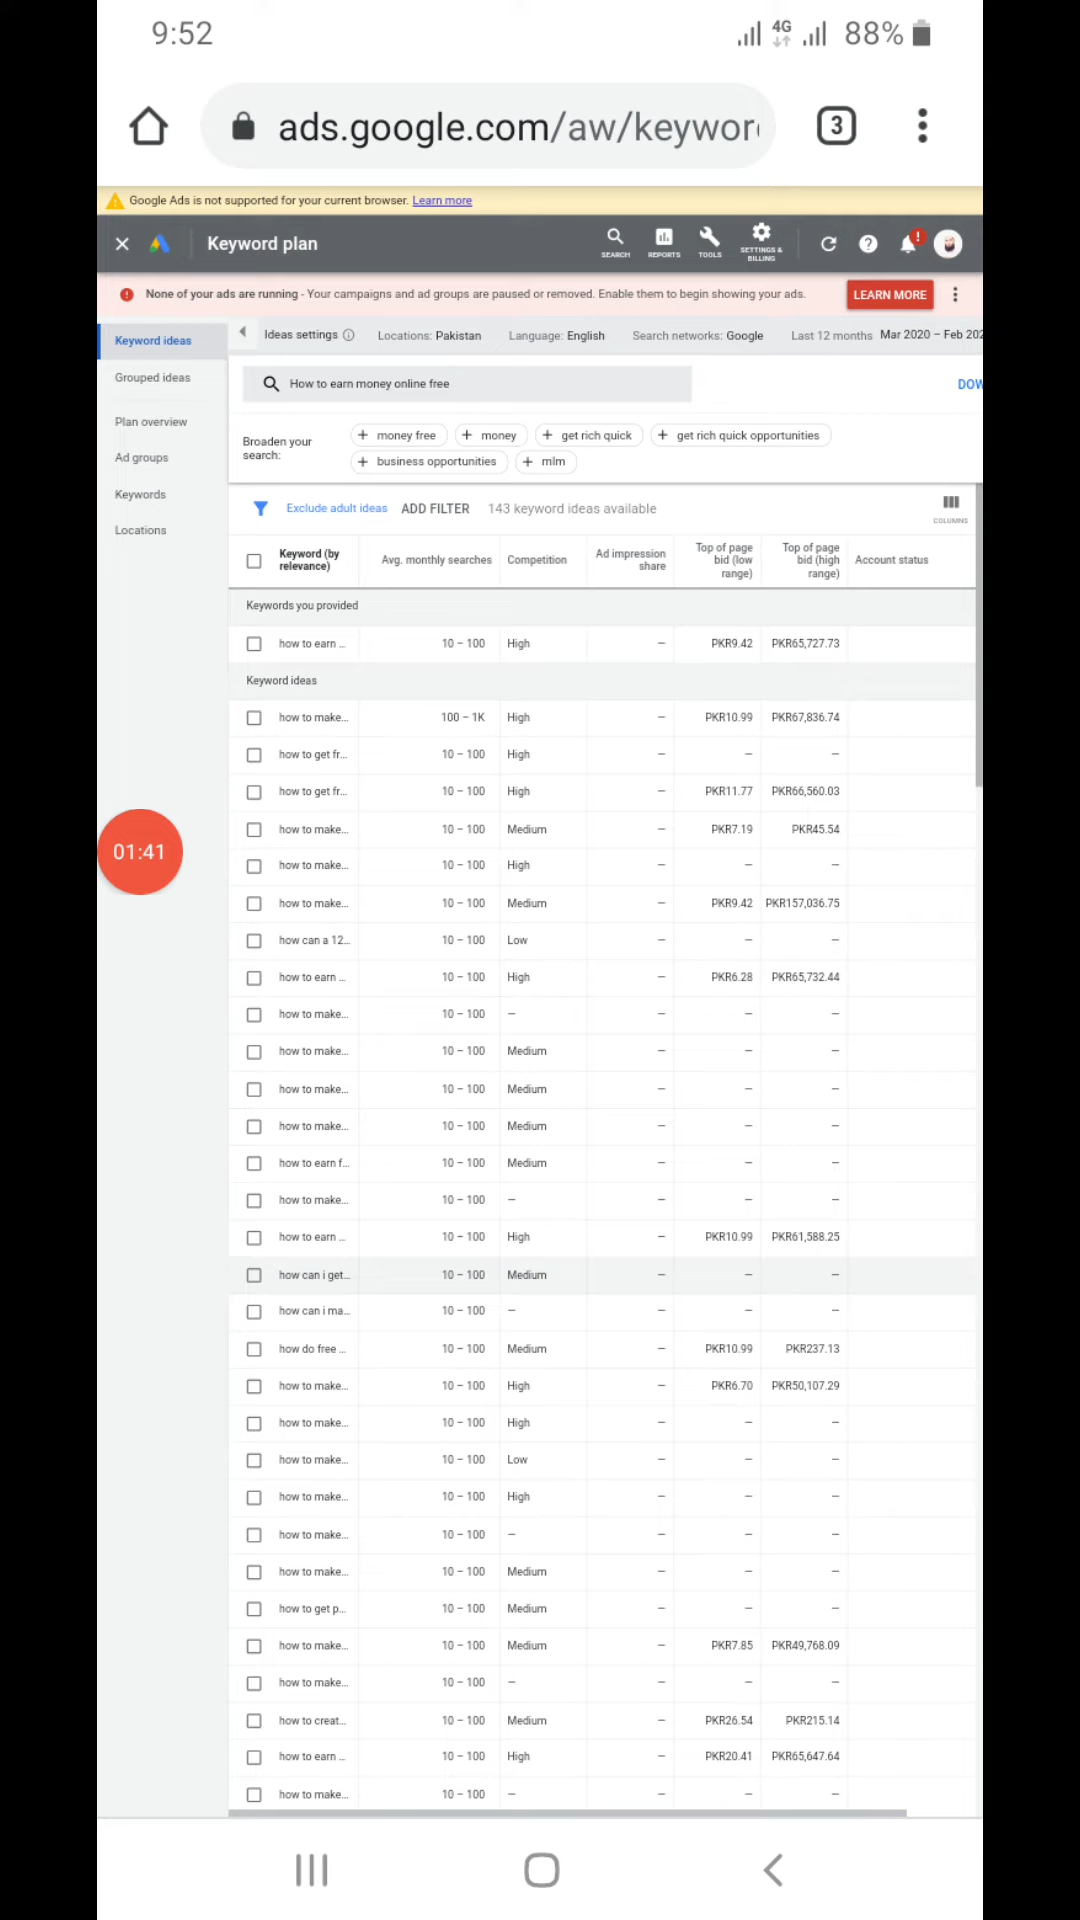 9:52
4G 88%
ads.google.com/aw/keywor
3
Google Ads is not supported for your current browser. Learn more
Keyword plan
SEARCH
REPORTS
TOOLS
SETTINGS & BILLING
None of your ads are running - Your campaigns and ad groups are paused or removed. Enable them to begin showing your ads.
LEARN MORE
Keyword ideas
Grouped ideas
Plan overview
Ad groups
Keywords
Locations
Ideas settings Locations: Pakistan Language: English Search networks: Google Last 12 months Mar 2020 – Feb 202
How to earn money online free
DOW
Broaden your search:
+ money free + money + get rich quick + get rich quick opportunities
+ business opportunities + mlm
Exclude adult ideas ADD FILTER 143 keyword ideas available
COLUMNS
Keyword (by relevance) Avg. monthly searches Competition Ad impression share Top of page bid (low range) Top of page bid (high range) Account status
Keywords you provided
how to earn ... 10 – 100 High – PKR9.42 PKR65,727.73
Keyword ideas
how to make... 100 – 1K High – PKR10.99 PKR67,836.74
how to get fr... 10 – 100 High – – –
how to get fr... 10 – 100 High – PKR11.77 PKR66,560.03
how to make... 10 – 100 Medium – PKR7.19 PKR45.54
how to make... 10 – 100 High – – –
how to make... 10 – 100 Medium – PKR9.42 PKR157,036.75
how can a 12... 10 – 100 Low – – –
how to earn ... 10 – 100 High – PKR6.28 PKR65,732.44
how to make... 10 – 100 – – – –
how to make... 10 – 100 Medium – – –
how to make... 10 – 100 Medium – – –
how to make... 10 – 100 Medium – – –
how to earn f... 10 – 100 Medium – – –
how to make... 10 – 100 – – – –
how to earn ... 10 – 100 High – PKR10.99 PKR61,588.25
how can i get... 10 – 100 Medium – – –
how can i ma... 10 – 100 – – – –
how do free ... 10 – 100 Medium – PKR10.99 PKR237.13
how to make... 10 – 100 High – PKR6.70 PKR50,107.29
how to make... 10 – 100 High – – –
how to make... 10 – 100 Low – – –
how to make... 10 – 100 High – – –
how to make... 10 – 100 – – – –
how to make... 10 – 100 Medium – – –
how to get p... 10 – 100 Medium – – –
how to make... 10 – 100 Medium – PKR7.85 PKR49,768.09
how to make... 10 – 100 – – – –
how to creat... 10 – 100 Medium – PKR26.54 PKR215.14
how to earn ... 10 – 100 High – PKR20.41 PKR65,647.64
how to make... 10 – 100 – – – –
01:41